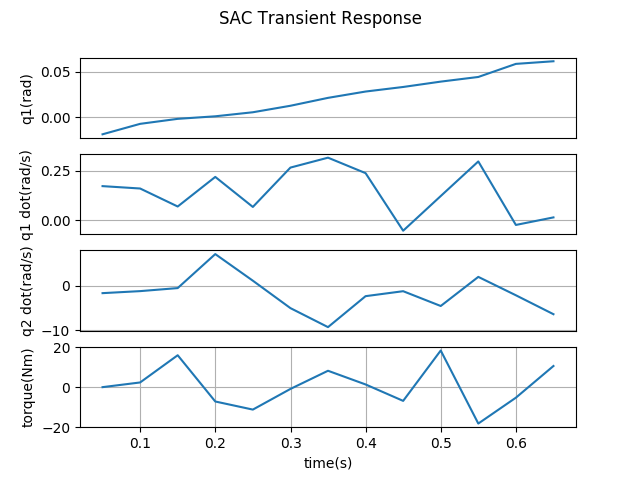 SAC Transient Response
q1(rad)
0.05
0.00
q1 dot(rad/s)
0.25
0.00
q2 dot(rad/s)
0
−10
torque(Nm)
20
0
−20
0.1 0.2 0.3 0.4 0.5 0.6
time(s)